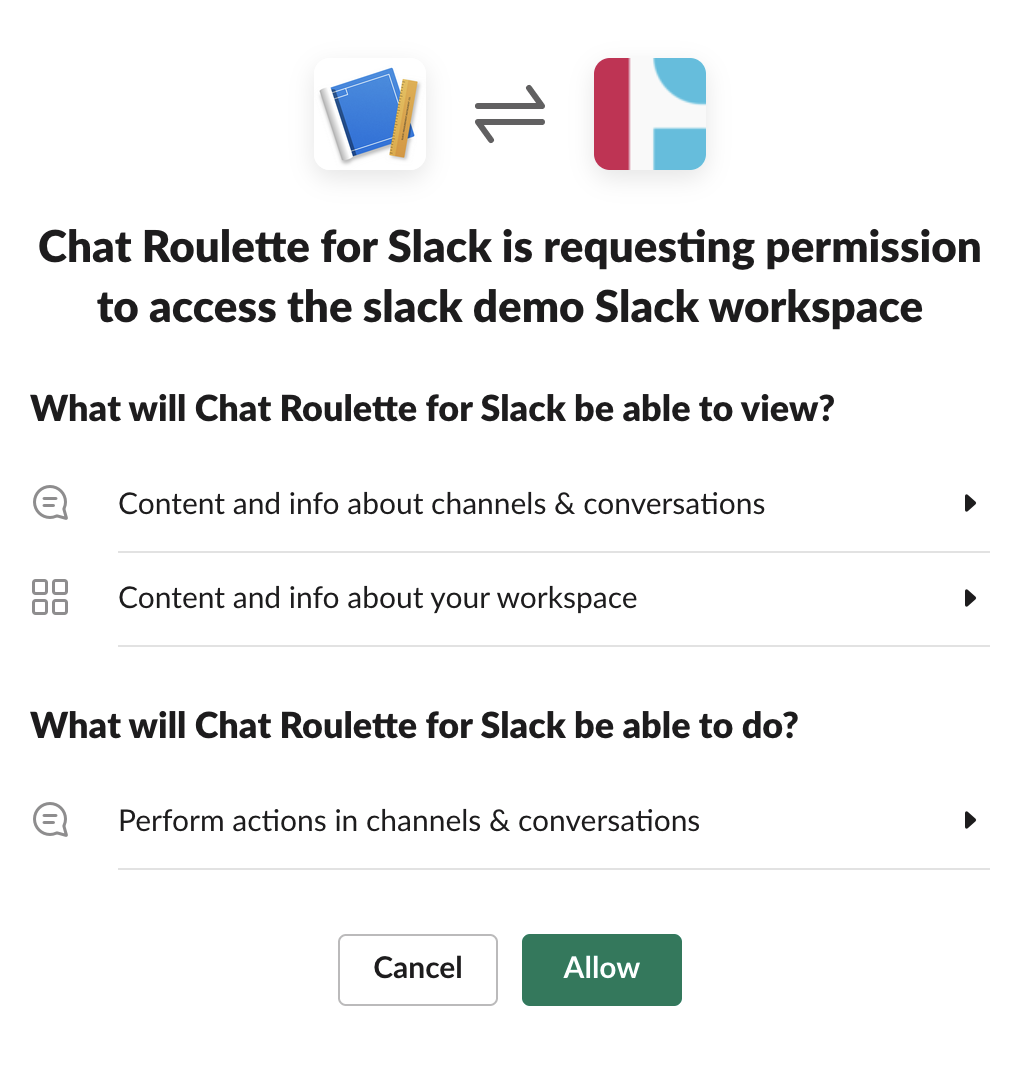 Chat Roulette for Slack is requesting permission
to access the slack demo Slack workspace
What will Chat Roulette for Slack be able to view?
Content and info about channels & conversations
Content and info about your workspace
What will Chat Roulette for Slack be able to do?
Perform actions in channels & conversations
Cancel
Allow